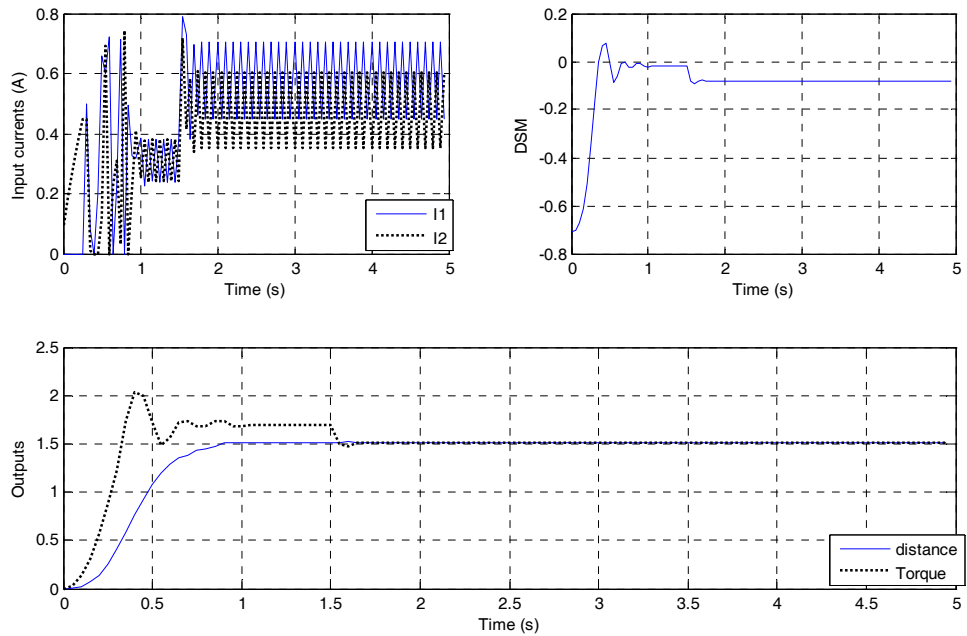 0.8
0.6
0.4
0.2
0
Input currents (A)
0 1 2 3 4 5
Time (s)
I1
I2
0.2
0
-0.2
-0.4
-0.6
-0.8
DSM
0 1 2 3 4 5
Time (s)
2.5
2
1.5
1
0.5
0
Outputs
0 0.5 1 1.5 2 2.5 3 3.5 4 4.5 5
Time (s)
distance
Torque